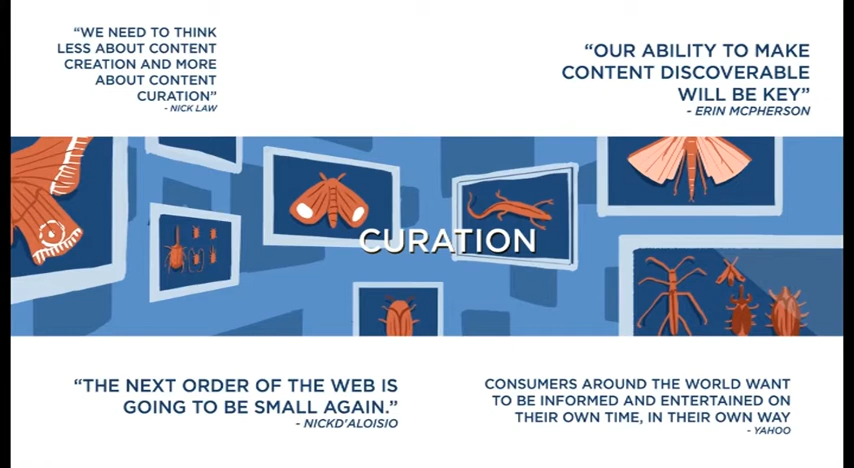 “WE NEED TO THINK
LESS ABOUT CONTENT
CREATION AND MORE
ABOUT CONTENT
CURATION”
- NICK LAW
“OUR ABILITY TO MAKE
CONTENT DISCOVERABLE
WILL BE KEY”
- ERIN MCPHERSON
CURATION
“THE NEXT ORDER OF THE WEB IS
GOING TO BE SMALL AGAIN.”
- NICKD'ALOISIO
CONSUMERS AROUND THE WORLD WANT
TO BE INFORMED AND ENTERTAINED ON
THEIR OWN TIME, IN THEIR OWN WAY
- YAHOO